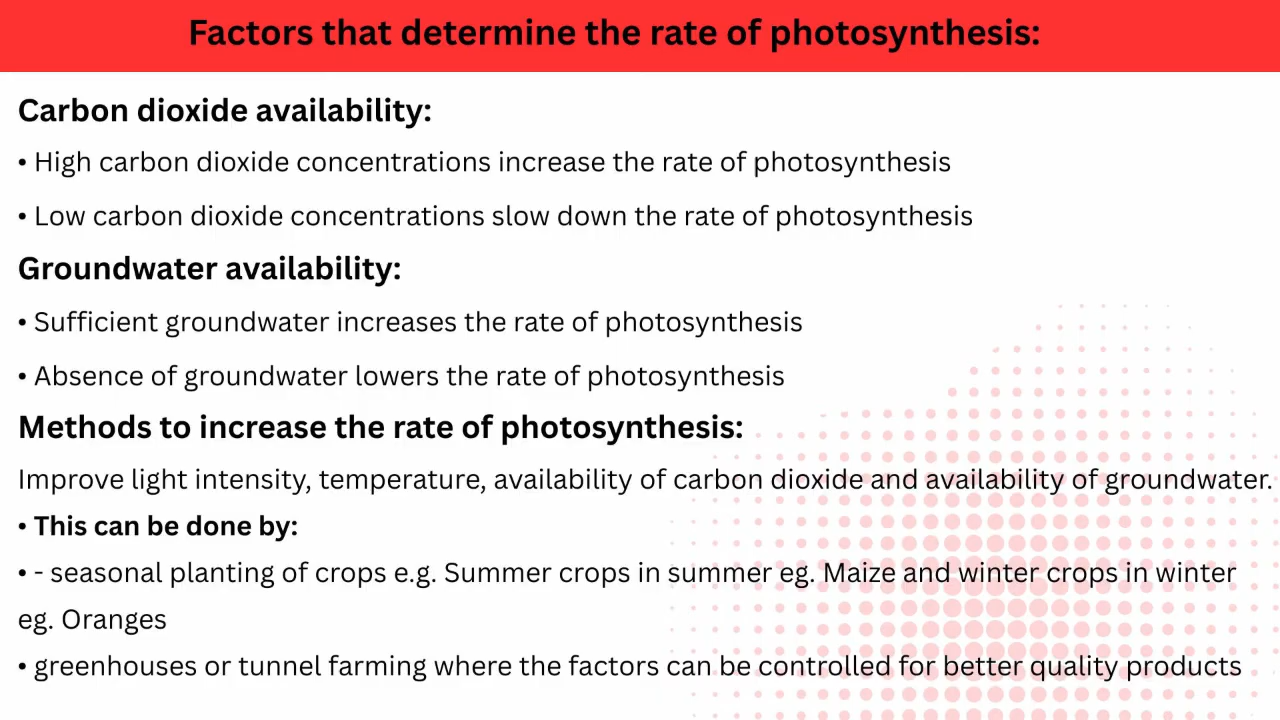 Factors that determine the rate of photosynthesis:
Carbon dioxide availability:
• High carbon dioxide concentrations increase the rate of photosynthesis
• Low carbon dioxide concentrations slow down the rate of photosynthesis
Groundwater availability:
• Sufficient groundwater increases the rate of photosynthesis
• Absence of groundwater lowers the rate of photosynthesis
Methods to increase the rate of photosynthesis:
Improve light intensity, temperature, availability of carbon dioxide and availability of groundwater.
• This can be done by:
• - seasonal planting of crops e.g. Summer crops in summer eg. Maize and winter crops in winter
eg. Oranges
• greenhouses or tunnel farming where the factors can be controlled for better quality products